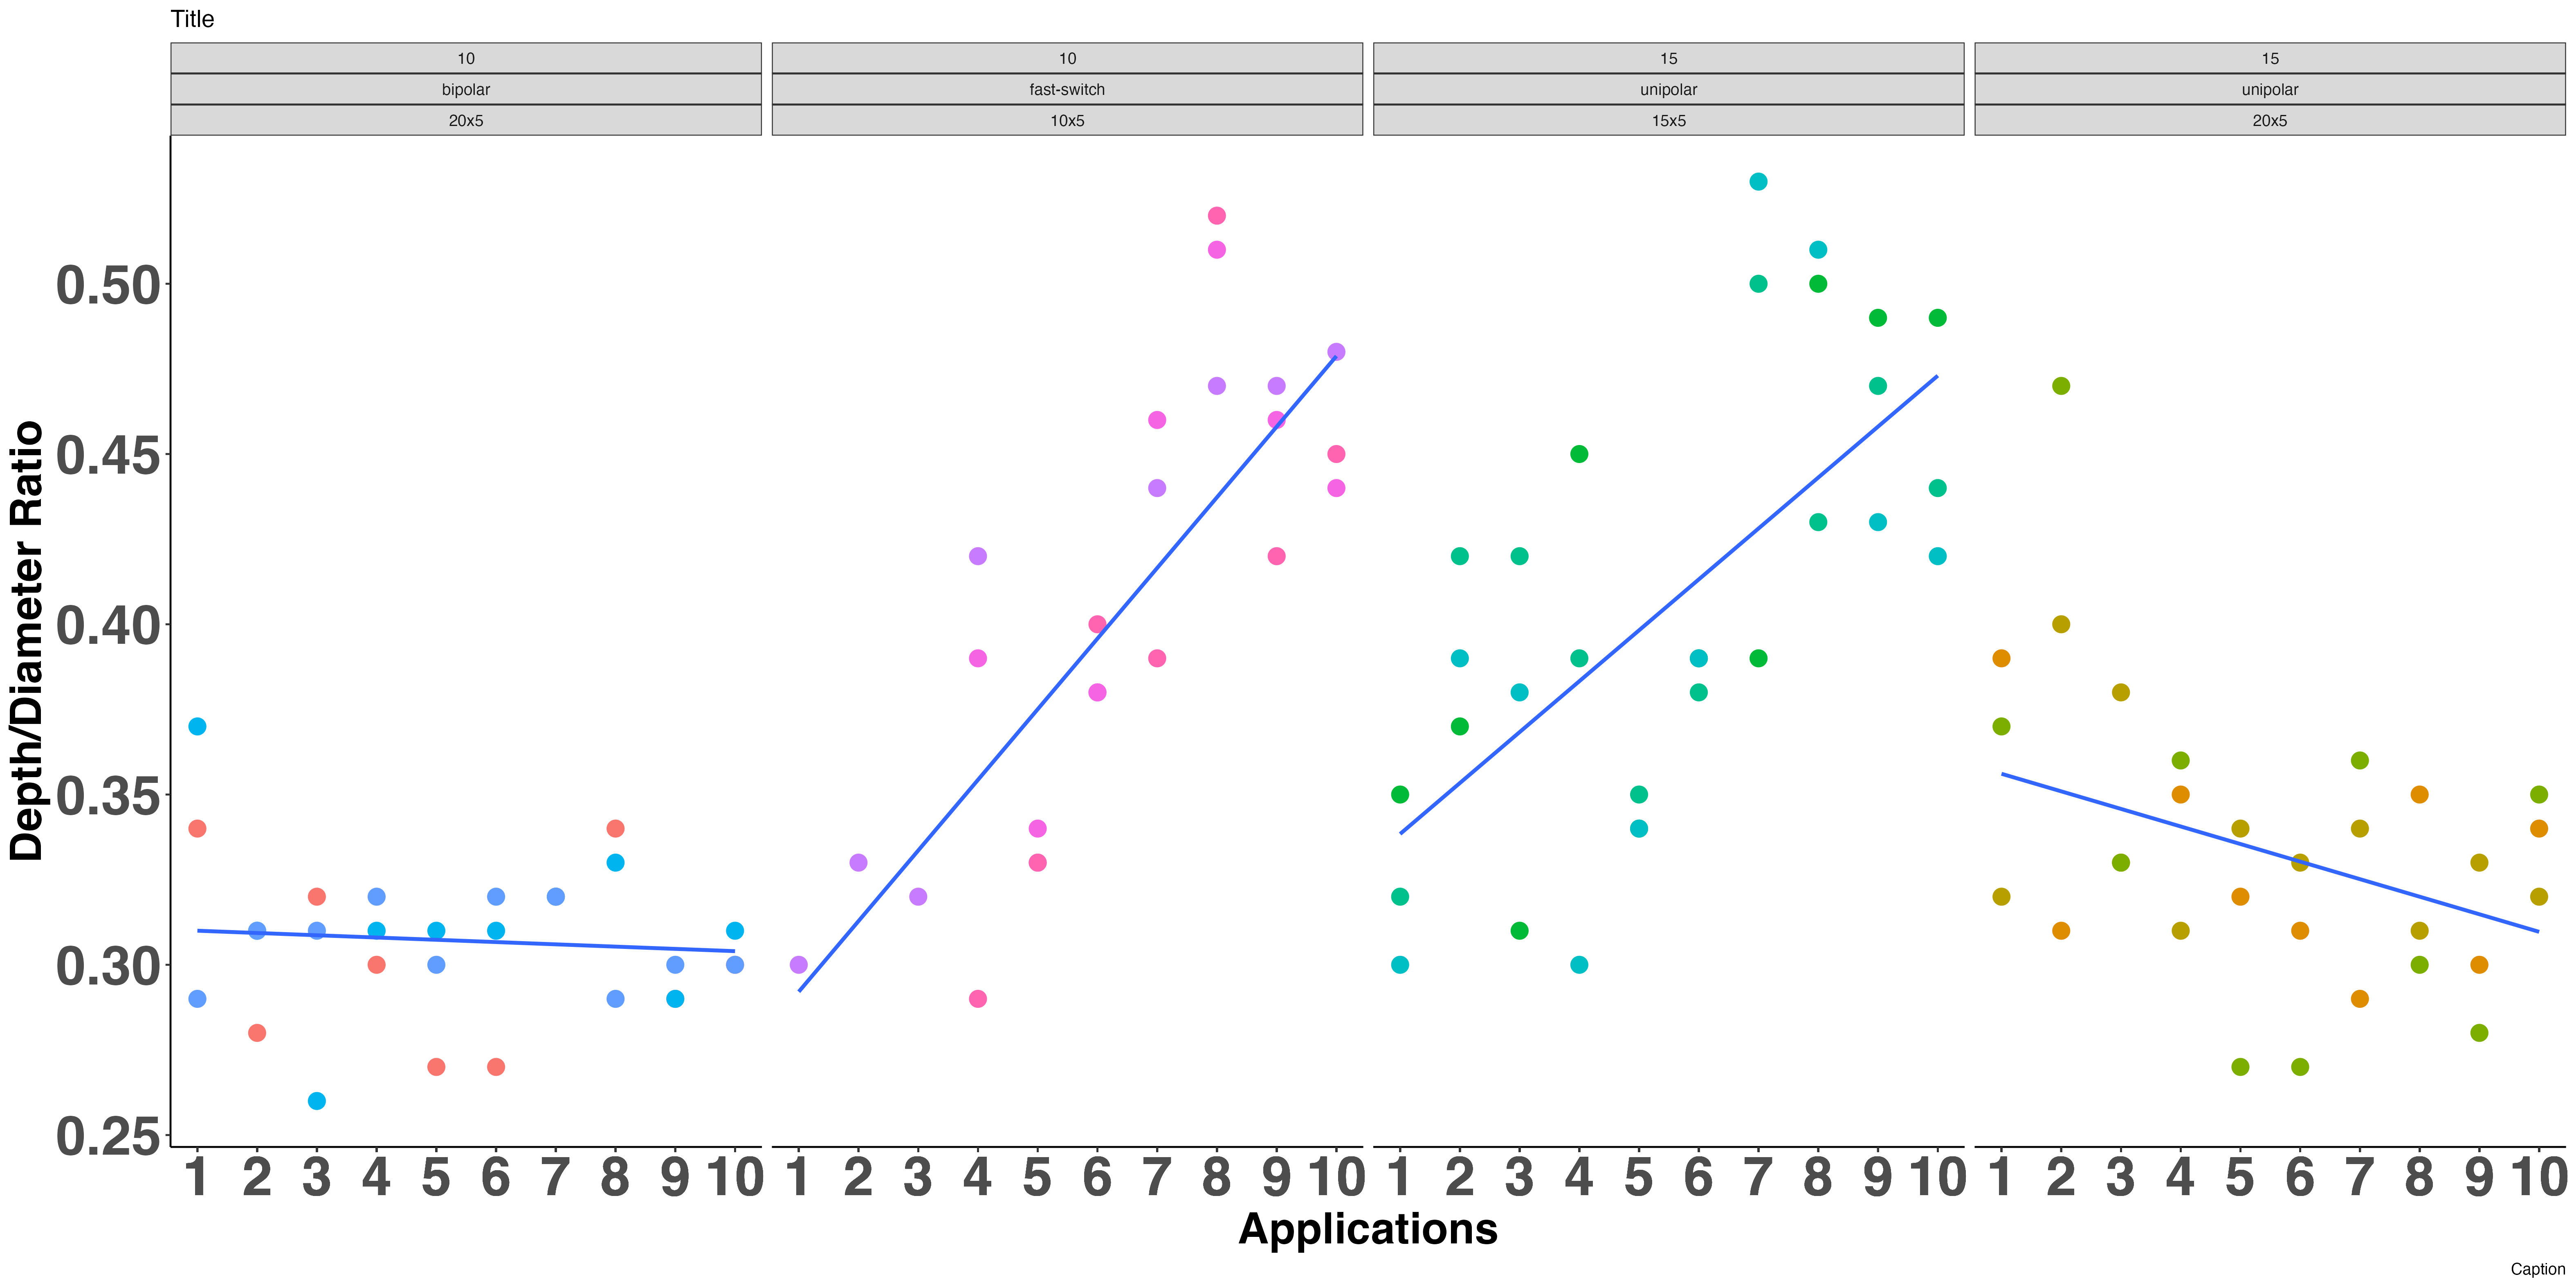 Title
10 10 15 15
bipolar fast-switch unipolar unipolar
20x5 10x5 15x5 20x5
Depth/Diameter Ratio
0.50
0.45
0.40
0.35
0.30
0.25
1 2 3 4 5 6 7 8 9 10 1 2 3 4 5 6 7 8 9 10 1 2 3 4 5 6 7 8 9 10 1 2 3 4 5 6 7 8 9 10
Applications
Caption